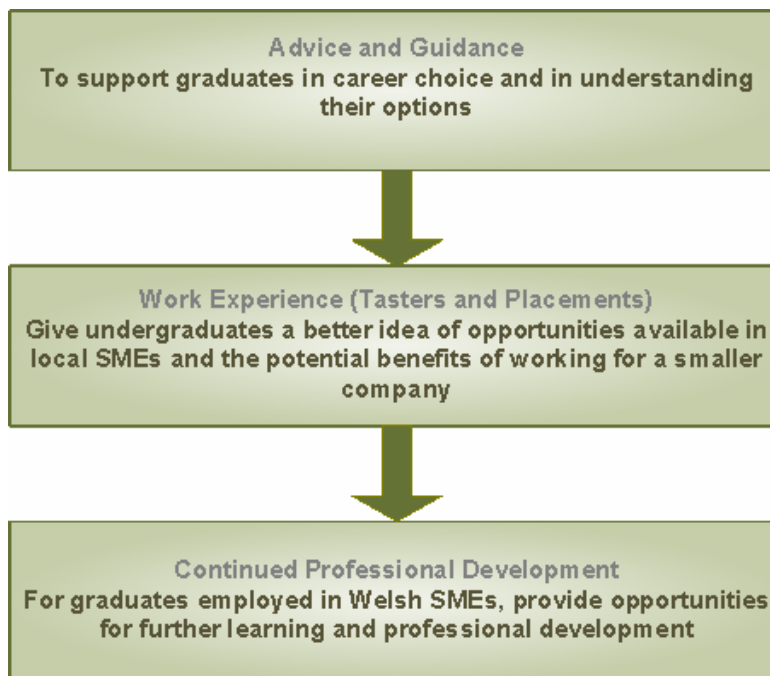 Advice and Guidance
To support graduates in career choice and in understanding
their options
Work Experience (Tasters and Placements)
Give undergraduates a better idea of opportunities available in
local SMEs and the potential benefits of working for a smaller
company
Continued Professional Development
For graduates employed in Welsh SMEs, provide opportunities
for further learning and professional development